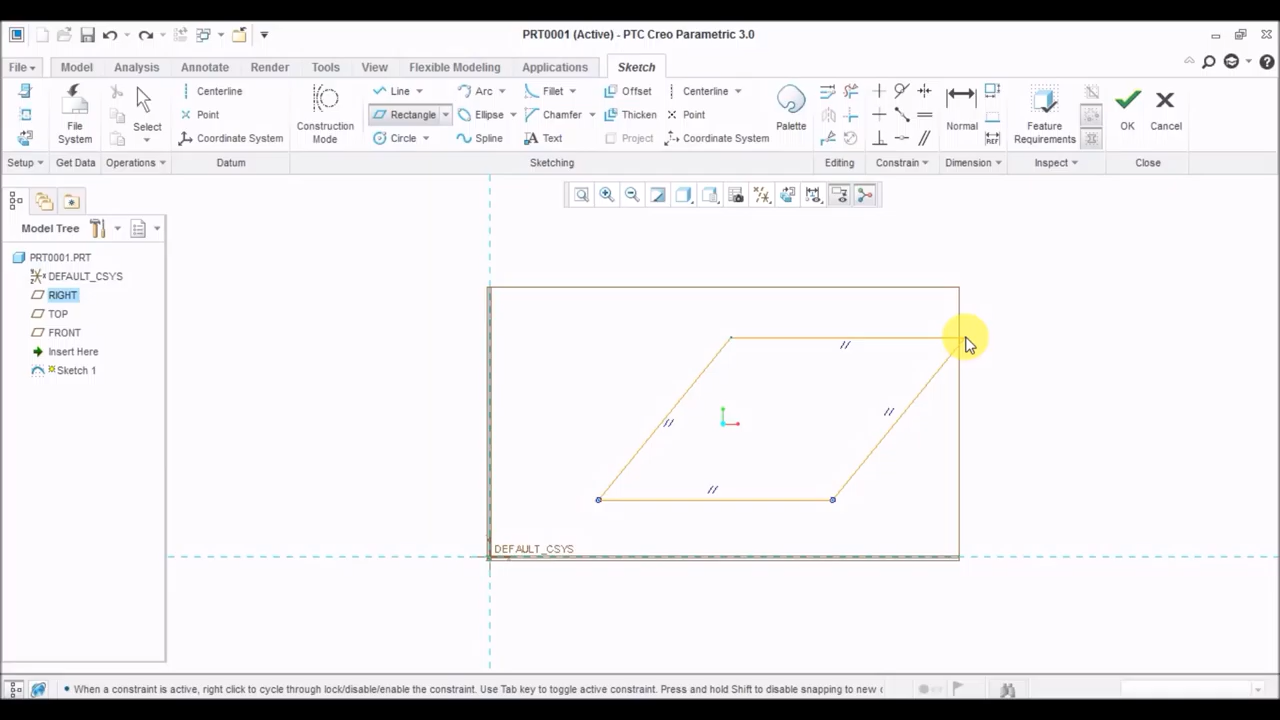 PRT0001 (Active) - PTC Creo Parametric 3.0
File Model Analysis Annotate Render Tools View Flexible Modeling Applications Sketch
Centerline Line Arc Fillet Offset Centerline
Point Rectangle Ellipse Chamfer Thicken Point
Coordinate System Circle Spline Text Project Coordinate System
File System
Select
Construction Mode
Palette
Normal
Feature Requirements
OK
Cancel
Setup Get Data Operations Datum Sketching Editing Constrain Dimension Inspect Close
Model Tree
PRT0001.PRT
DEFAULT_CSYS
RIGHT
TOP
FRONT
Insert Here
Sketch 1
DEFAULT_CSYS
• When a constraint is active, right click to cycle through lock/disable/enable the constraint. Use Tab key to toggle active constraint. Press and hold Shift to disable snapping to new